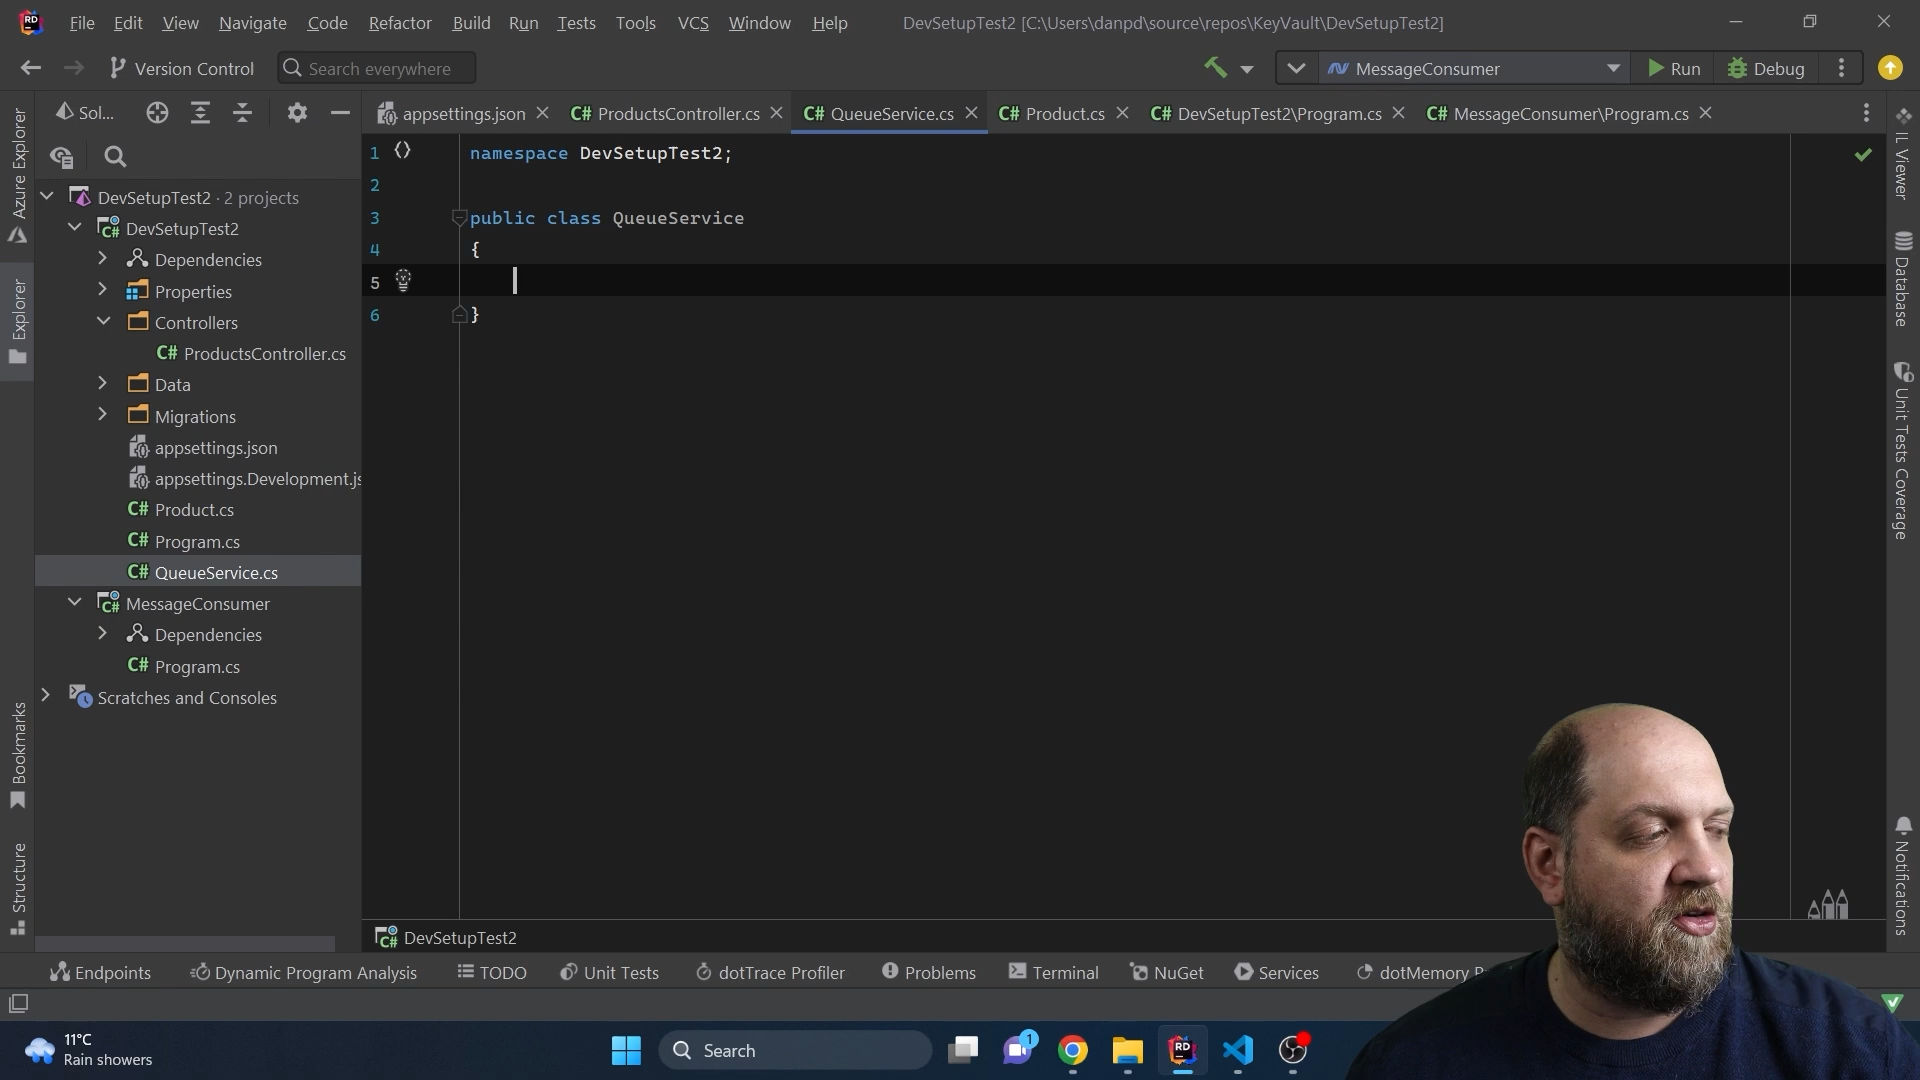 File Edit View Navigate Code Refactor Build Run Tests Tools VCS Window Help DevSetupTest2 [C:\Users\danpd\source\repos\KeyVault\DevSetupTest2]
Version Control Search everywhere MessageConsumer Run Debug
Sol... appsettings.json C# ProductsController.cs C# QueueService.cs C# Product.cs C# DevSetupTest2\Program.cs C# MessageConsumer\Program.cs
Azure Explorer
Explorer
Bookmarks
Structure
DevSetupTest2 · 2 projects
DevSetupTest2
Dependencies
Properties
Controllers
C# ProductsController.cs
Data
Migrations
appsettings.json
appsettings.Development.js
C# Product.cs
C# Program.cs
C# QueueService.cs
MessageConsumer
Dependencies
C# Program.cs
Scratches and Consoles
1 namespace DevSetupTest2;
2
3 public class QueueService
4 {
5
6 }
IL Viewer
Database
Unit Tests Coverage
Notifications
C# DevSetupTest2
Endpoints Dynamic Program Analysis TODO Unit Tests dotTrace Profiler Problems Terminal NuGet Services dotMemory P
11°C
Rain showers
Search
1
RD